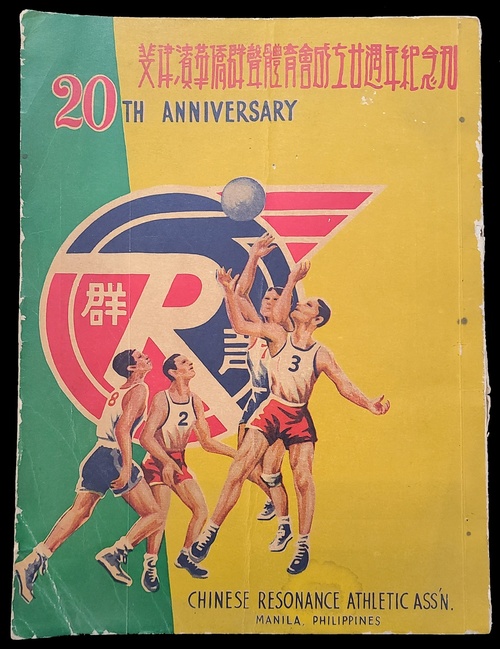 菲律濱華僑群聲體育會成立廿週年紀念刊
20TH ANNIVERSARY
群
R
8
2
3
CHINESE RESONANCE ATHLETIC ASS'N.
MANILA, PHILIPPINES